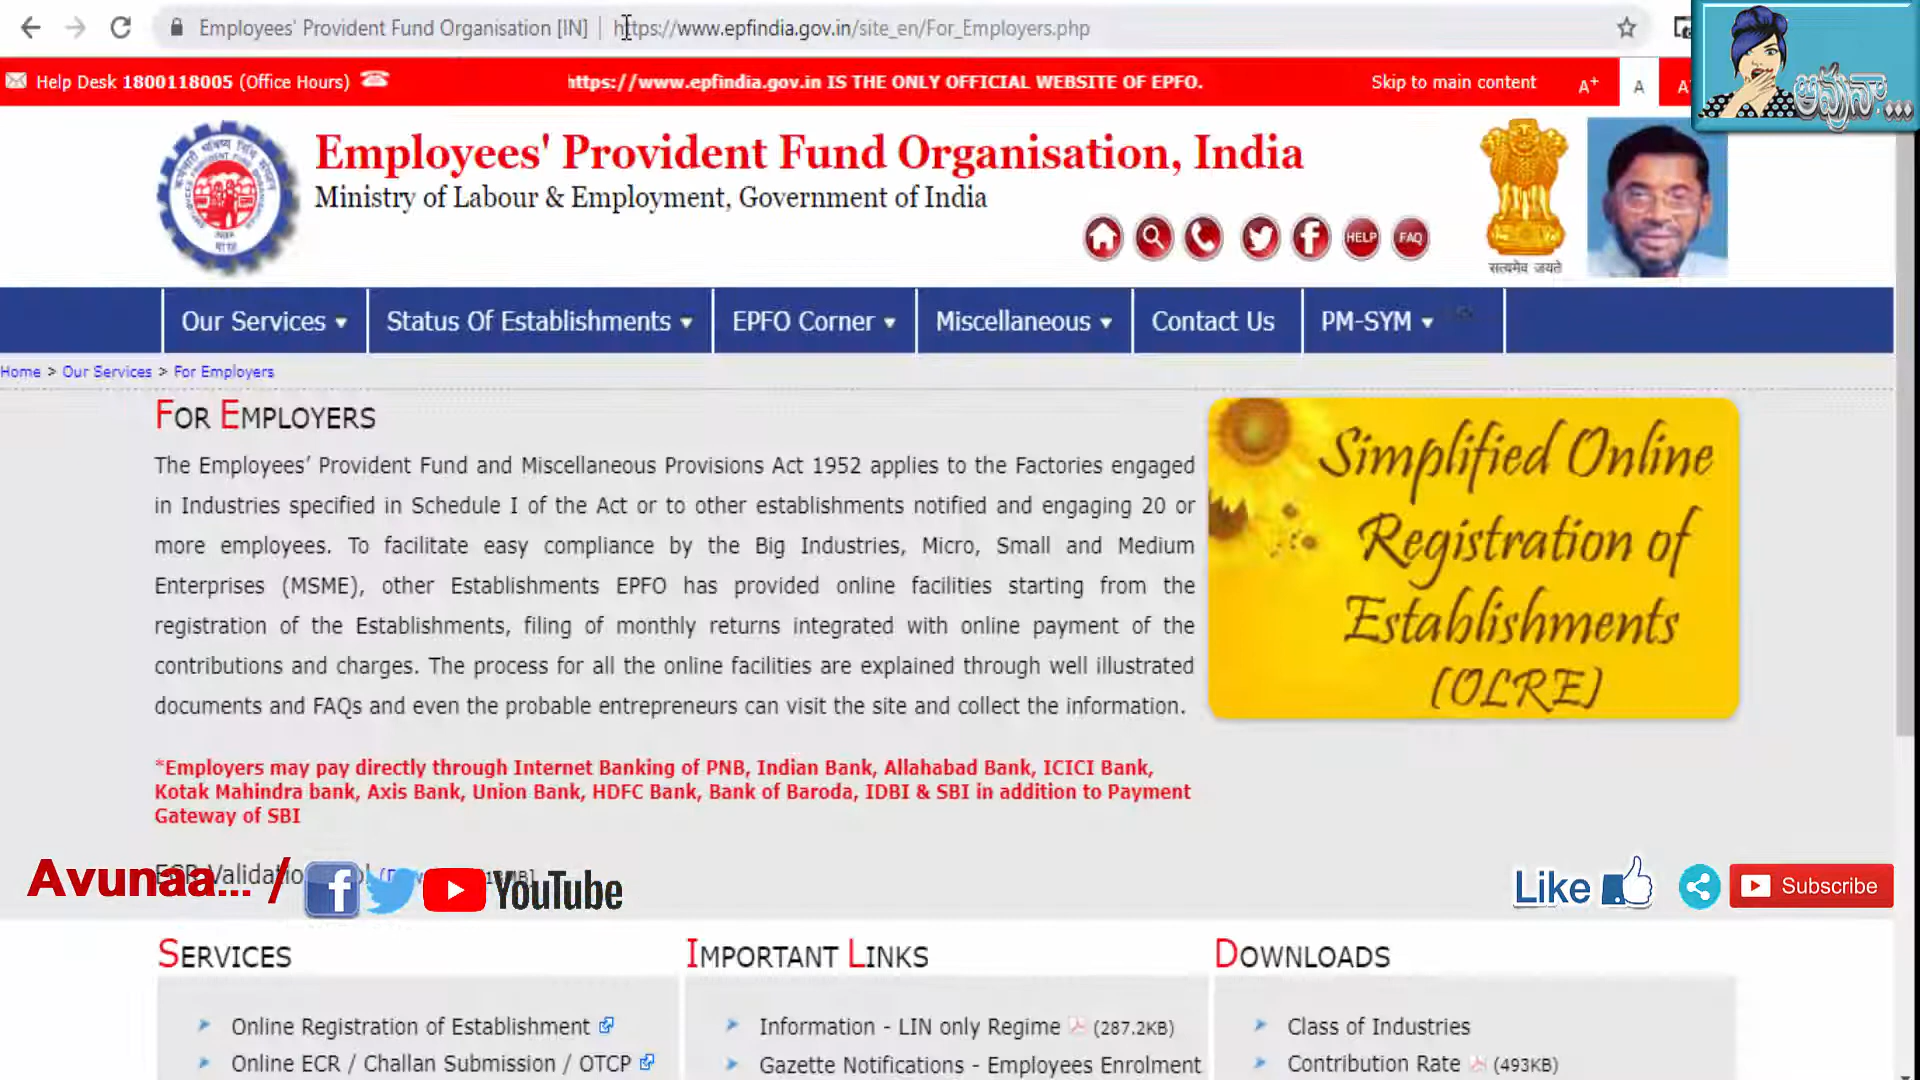 Employees' Provident Fund Organisation [IN] | https://www.epfindia.gov.in/site_en/For_Employers.php
అవునా...
Help Desk 1800118005 (Office Hours)
https://www.epfindia.gov.in IS THE ONLY OFFICIAL WEBSITE OF EPFO.
Skip to main content
A+
A
Employees' Provident Fund Organisation, India
Ministry of Labour & Employment, Government of India
HELP
FAQ
सत्यमेव जयते
Our Services ▾ Status Of Establishments ▾ EPFO Corner ▾ Miscellaneous ▾ Contact Us PM-SYM ▾
Home > Our Services > For Employers
FOR EMPLOYERS
The Employees' Provident Fund and Miscellaneous Provisions Act 1952 applies to the Factories engaged
in Industries specified in Schedule I of the Act or to other establishments notified and engaging 20 or
more employees. To facilitate easy compliance by the Big Industries, Micro, Small and Medium
Enterprises (MSME), other Establishments EPFO has provided online facilities starting from the
registration of the Establishments, filing of monthly returns integrated with online payment of the
contributions and charges. The process for all the online facilities are explained through well illustrated
documents and FAQs and even the probable entrepreneurs can visit the site and collect the information.
Simplified Online
Registration of
Establishments
(OLRE)
*Employers may pay directly through Internet Banking of PNB, Indian Bank, Allahabad Bank, ICICI Bank,
Kotak Mahindra bank, Axis Bank, Union Bank, HDFC Bank, Bank of Baroda, IDBI & SBI in addition to Payment
Gateway of SBI
Avunaa... / YouTube
Like
Subscribe
SERVICES
Online Registration of Establishment
Online ECR / Challan Submission / OTCP
IMPORTANT LINKS
Information - LIN only Regime (287.2KB)
Gazette Notifications - Employees Enrolment
DOWNLOADS
Class of Industries
Contribution Rate (493KB)